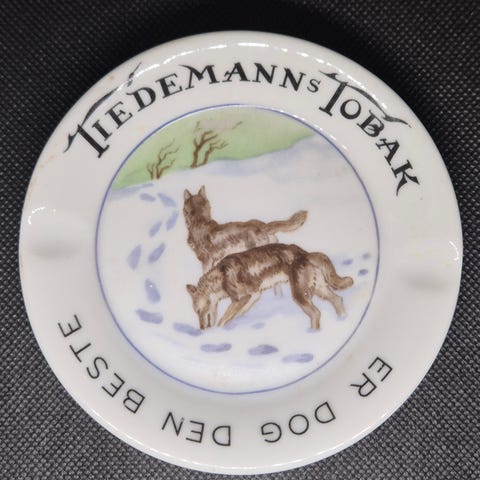 TIEDEMANNS TOBAK
ER DOG DEN BESTE